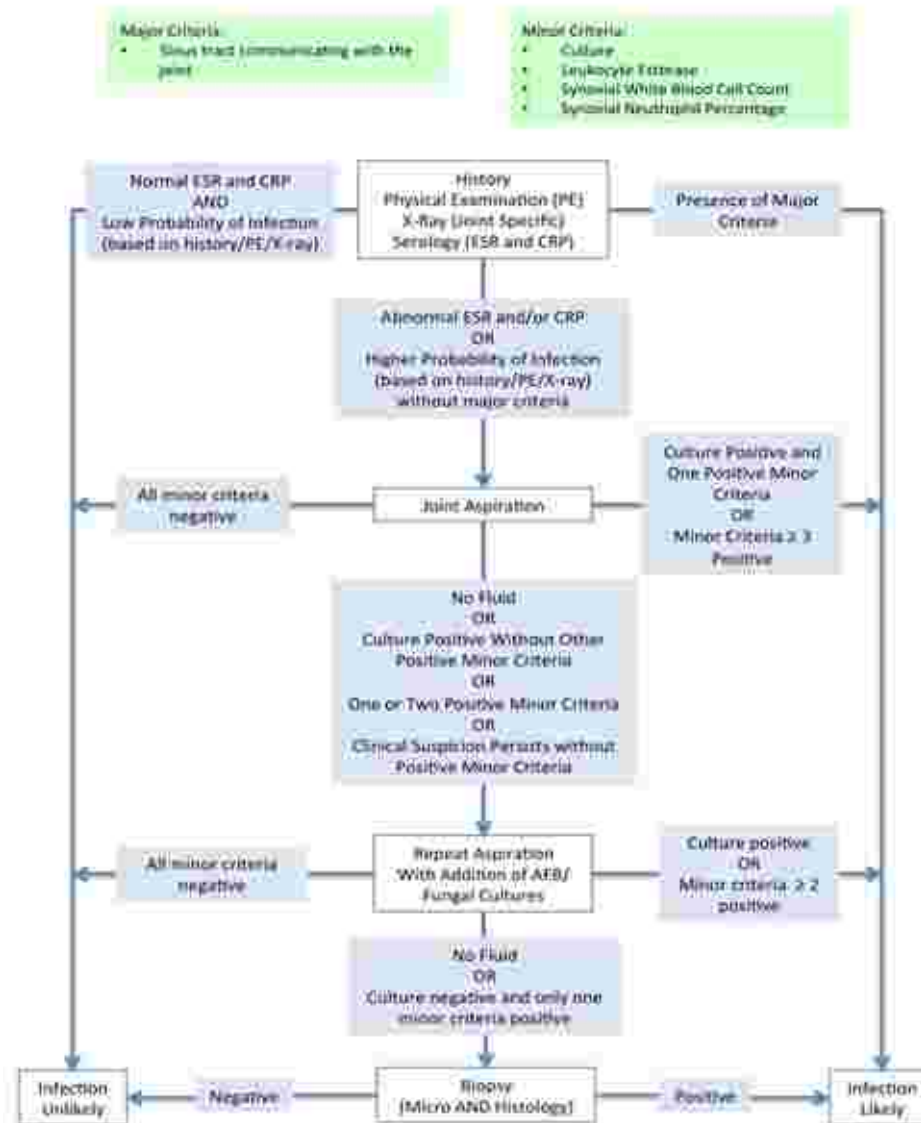 Major Criteria:
• Sinus tract communicating with the
joint
Minor Criteria:
• Culture
• Leukocyte Esterase
• Synovial White Blood Cell Count
• Synovial Neutrophil Percentage
Normal ESR and CRP
AND
Low Probability of Infection
(based on history/PE/X-ray)
History
Physical Examination (PE)
X-Ray (Joint Specific)
Serology (ESR and CRP)
Presence of Major
Criteria
Abnormal ESR and/or CRP
OR
Higher Probability of Infection
(based on history/PE/X-ray)
without major criteria
All minor criteria
negative
Joint Aspiration
Culture Positive and
One Positive Minor
Criteria
OR
Minor Criteria ≥ 3
Positive
No Fluid
OR
Culture Positive Without Other
Positive Minor Criteria
OR
One or Two Positive Minor Criteria
OR
Clinical Suspicion Persists without
Positive Minor Criteria
All minor criteria
negative
Repeat Aspiration
With Addition of AFB/
Fungal Cultures
Culture positive
OR
Minor criteria ≥ 2
positive
No Fluid
OR
Culture negative and only one
minor criteria positive
Infection
Unlikely
Negative
Biopsy
(Micro AND Histology)
Positive
Infection
Likely